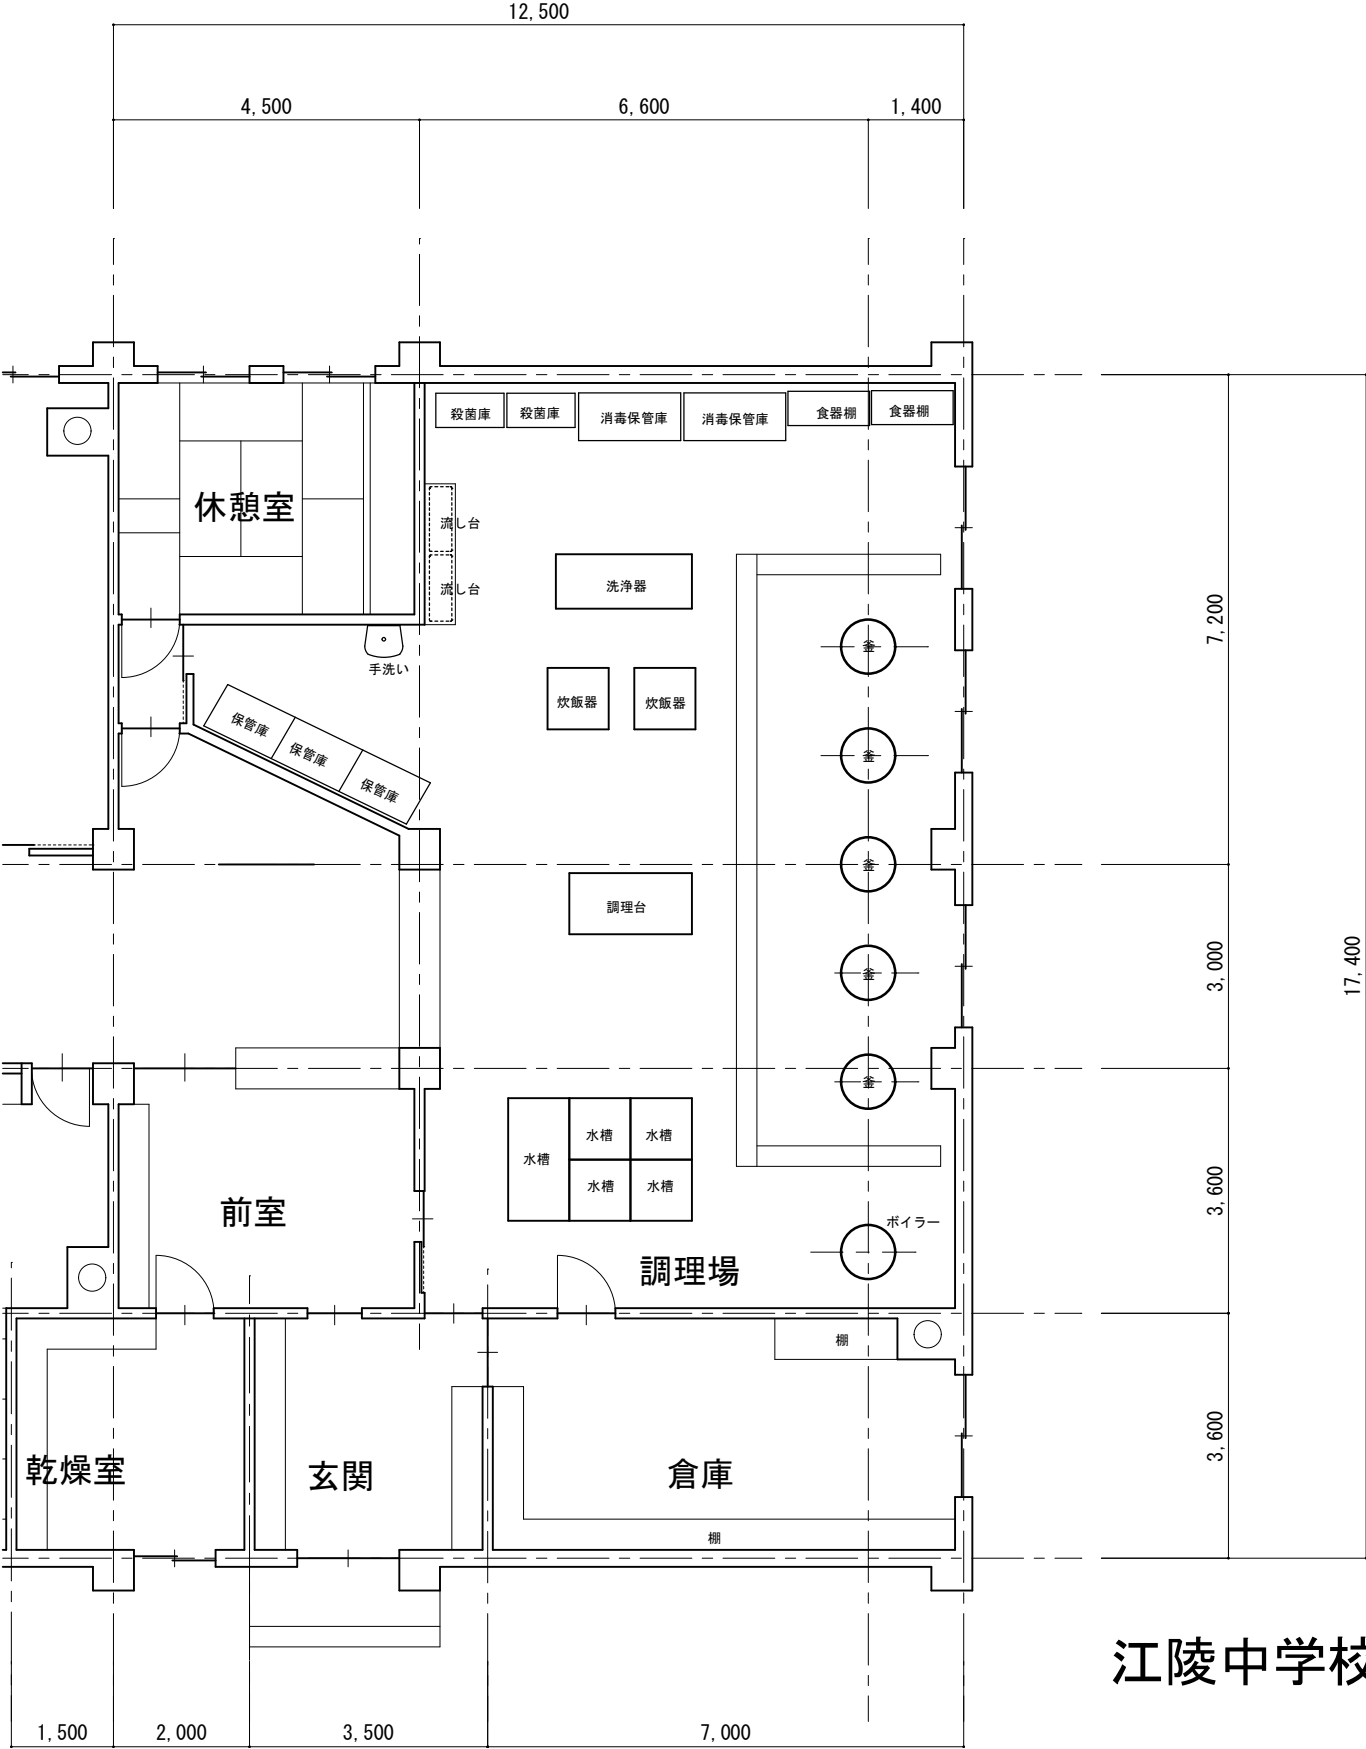 12,500
4,500
6,600
1,400
殺菌庫
殺菌庫
消毒保管庫
消毒保管庫
食器棚
食器棚
休憩室
流し台
流し台
洗浄器
7,200
釜
手洗い
炊飯器
炊飯器
保管庫
保管庫
保管庫
釜
釜
調理台
3,000
17,400
釜
釜
水槽
水槽
水槽
水槽
水槽
3,600
前室
ボイラー
調理場
棚
3,600
乾燥室
玄関
倉庫
棚
江陵中学校
1,500
2,000
3,500
7,000